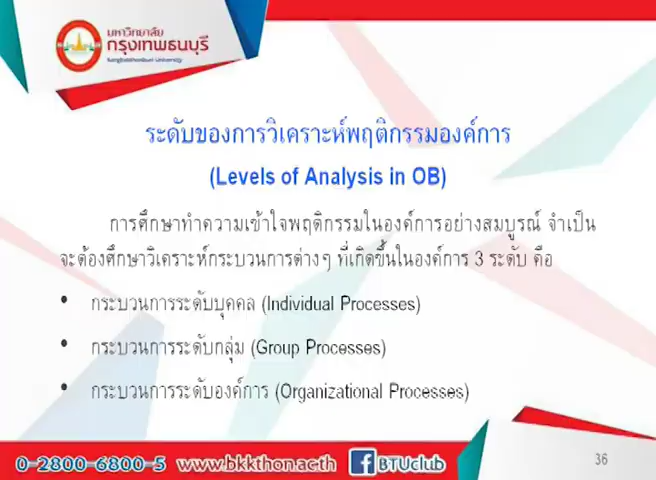 มหาวิทยาลัย
กรุงเทพธนบุรี
Bangkokthonburi University
ระดับของการวิเคราะห์พฤติกรรมองค์การ
(Levels of Analysis in OB)
การศึกษาทำความเข้าใจพฤติกรรมในองค์การอย่างสมบูรณ์ จำเป็น
จะต้องศึกษาวิเคราะห์กระบวนการต่างๆ ที่เกิดขึ้นในองค์การ 3 ระดับ คือ
• กระบวนการระดับบุคคล (Individual Processes)
• กระบวนการระดับกลุ่ม (Group Processes)
• กระบวนการระดับองค์การ (Organizational Processes)
0-2800-6800-5 www.bkkthon.ac.th f BTUclub
36